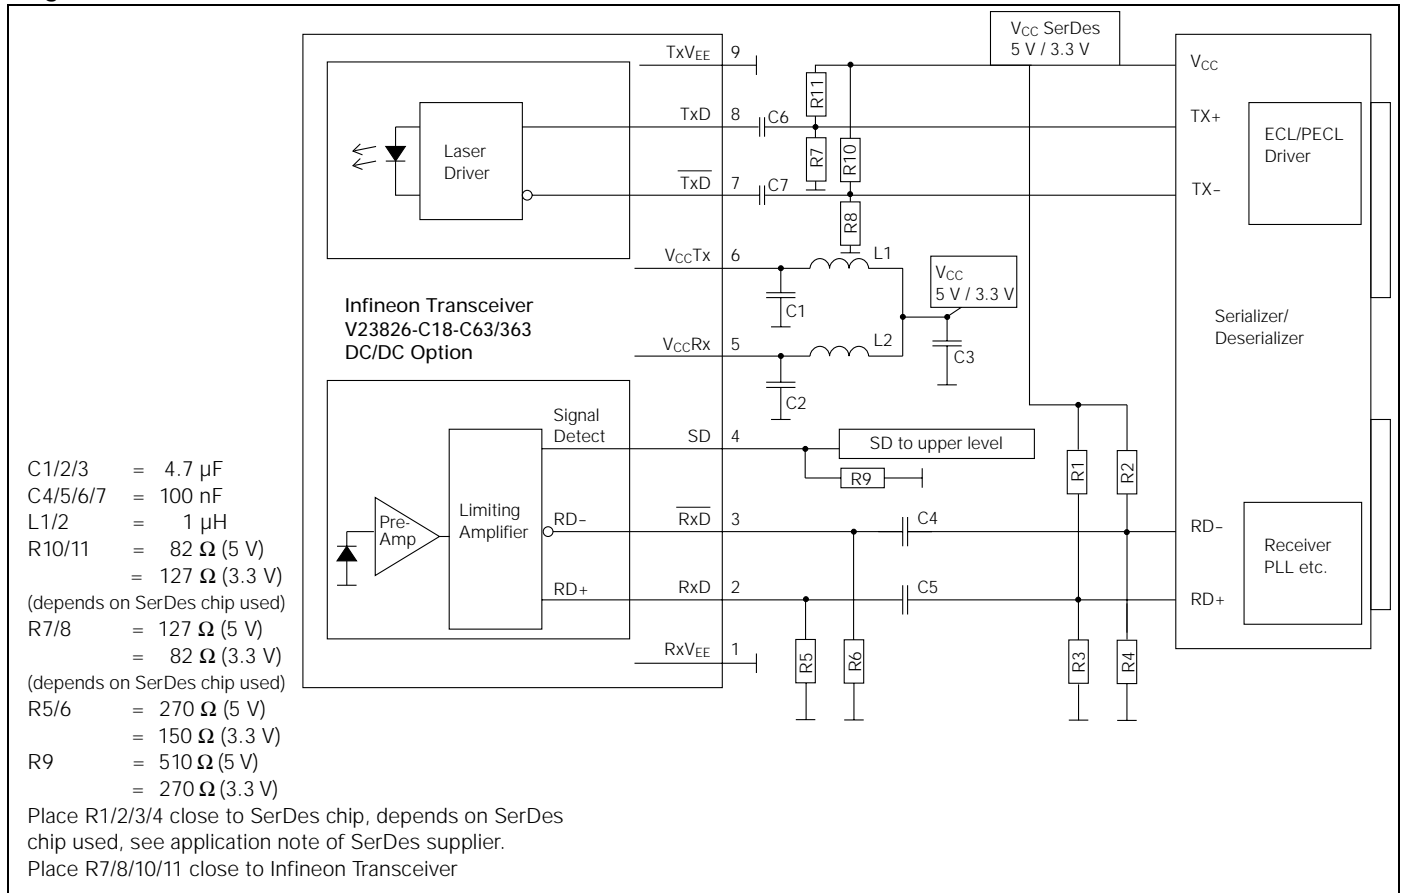 V_CC SerDes
5 V / 3.3 V
TxV_EE 9
V_CC
R11
TxD 8 C6
TX+
ECL/PECL
Driver
Laser
Driver
R7
R10
T̅x̅D̅ 7 C7
TX−
R8
V_CCTx 6
L1
V_CC
5 V / 3.3 V
C1
Infineon Transceiver
V23826-C18-C63/363
DC/DC Option
Serializer/
Deserializer
V_CCRx 5
L2
C3
C2
Signal
Detect
SD 4
SD to upper level
R9
R1
R2
Pre-
Amp
Limiting
Amplifier
RD−
R̅x̅D̅ 3
C4
RD−
Receiver
PLL etc.
RD+
RxD 2
C5
RD+
RxV_EE 1
R5
R6
R3
R4
C1/2/3 = 4.7 µF
C4/5/6/7 = 100 nF
L1/2 = 1 µH
R10/11 = 82 Ω (5 V)
= 127 Ω (3.3 V)
(depends on SerDes chip used)
R7/8 = 127 Ω (5 V)
= 82 Ω (3.3 V)
(depends on SerDes chip used)
R5/6 = 270 Ω (5 V)
= 150 Ω (3.3 V)
R9 = 510 Ω (5 V)
= 270 Ω (3.3 V)
Place R1/2/3/4 close to SerDes chip, depends on SerDes
chip used, see application note of SerDes supplier.
Place R7/8/10/11 close to Infineon Transceiver